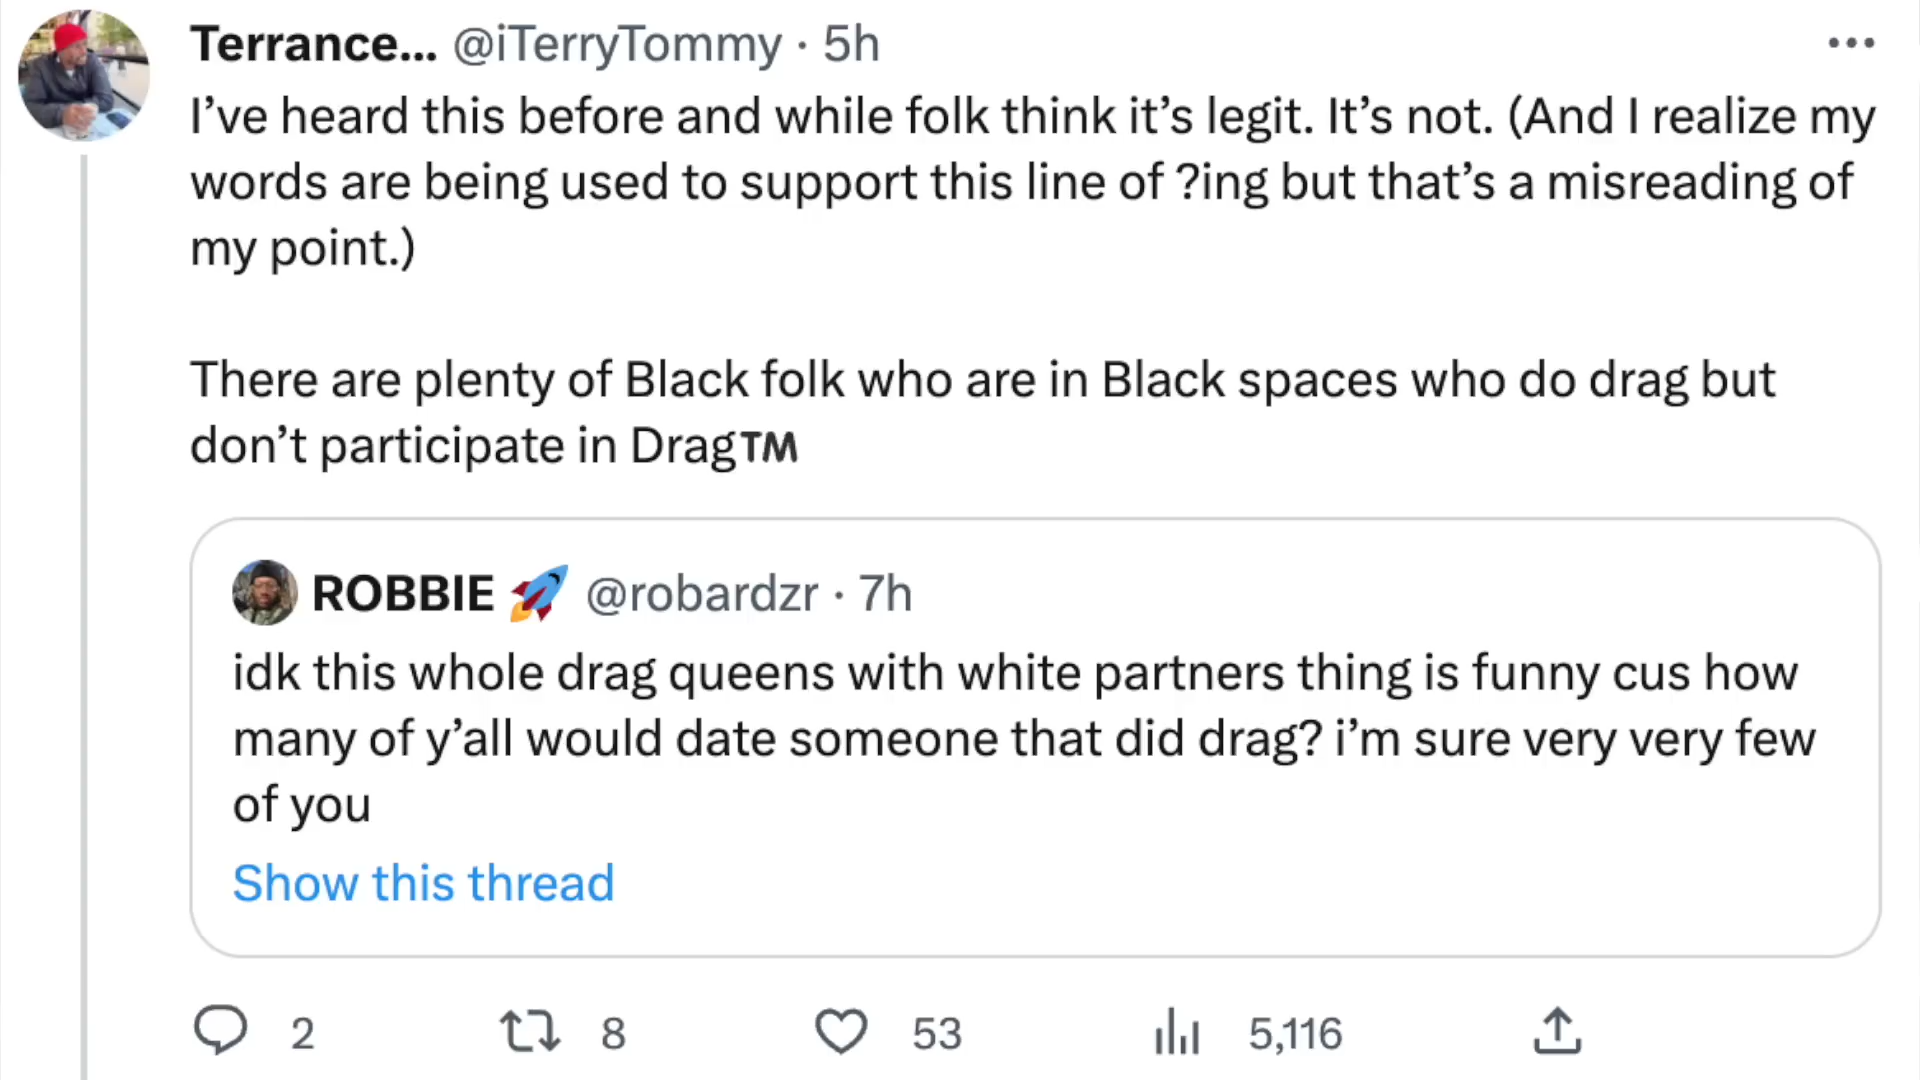 Terrance... @iTerryTommy · 5h
I’ve heard this before and while folk think it’s legit. It’s not. (And I realize my
words are being used to support this line of ?ing but that’s a misreading of
my point.)
There are plenty of Black folk who are in Black spaces who do drag but
don’t participate in Drag™
ROBBIE 🚀 @robardzr · 7h
idk this whole drag queens with white partners thing is funny cus how
many of y’all would date someone that did drag? i’m sure very very few
of you
Show this thread
2 8 53 5,116